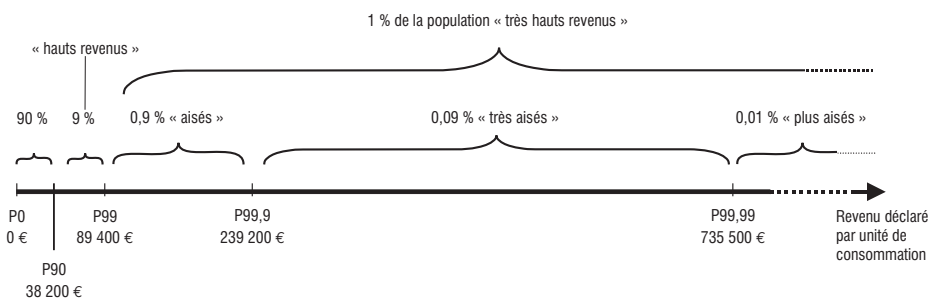 1 % de la population « très hauts revenus »
« hauts revenus »
90 % 9 % 0,9 % « aisés » 0,09 % « très aisés » 0,01 % « plus aisés »
P0 P99 P99,9 P99,99 Revenu déclaré
0 € 89 400 € 239 200 € 735 500 € par unité de
consommation
P90
38 200 €